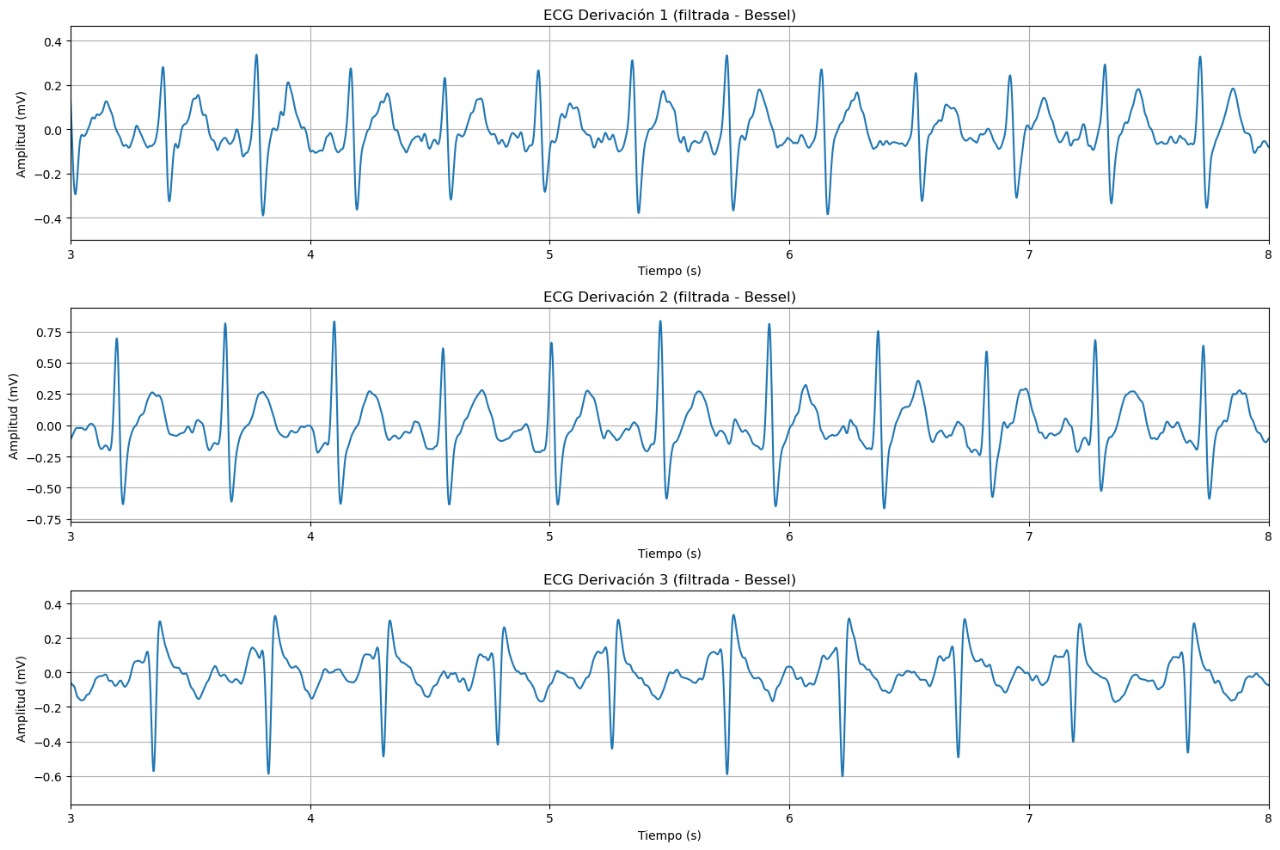 ECG Derivación 1 (filtrada - Bessel)
0.4
0.2
0.0
−0.2
−0.4
Amplitud (mV)
3 4 5 6 7 8
Tiempo (s)
ECG Derivación 2 (filtrada - Bessel)
0.75
0.50
0.25
0.00
−0.25
−0.50
−0.75
Amplitud (mV)
3 4 5 6 7 8
Tiempo (s)
ECG Derivación 3 (filtrada - Bessel)
0.4
0.2
0.0
−0.2
−0.4
−0.6
Amplitud (mV)
3 4 5 6 7 8
Tiempo (s)